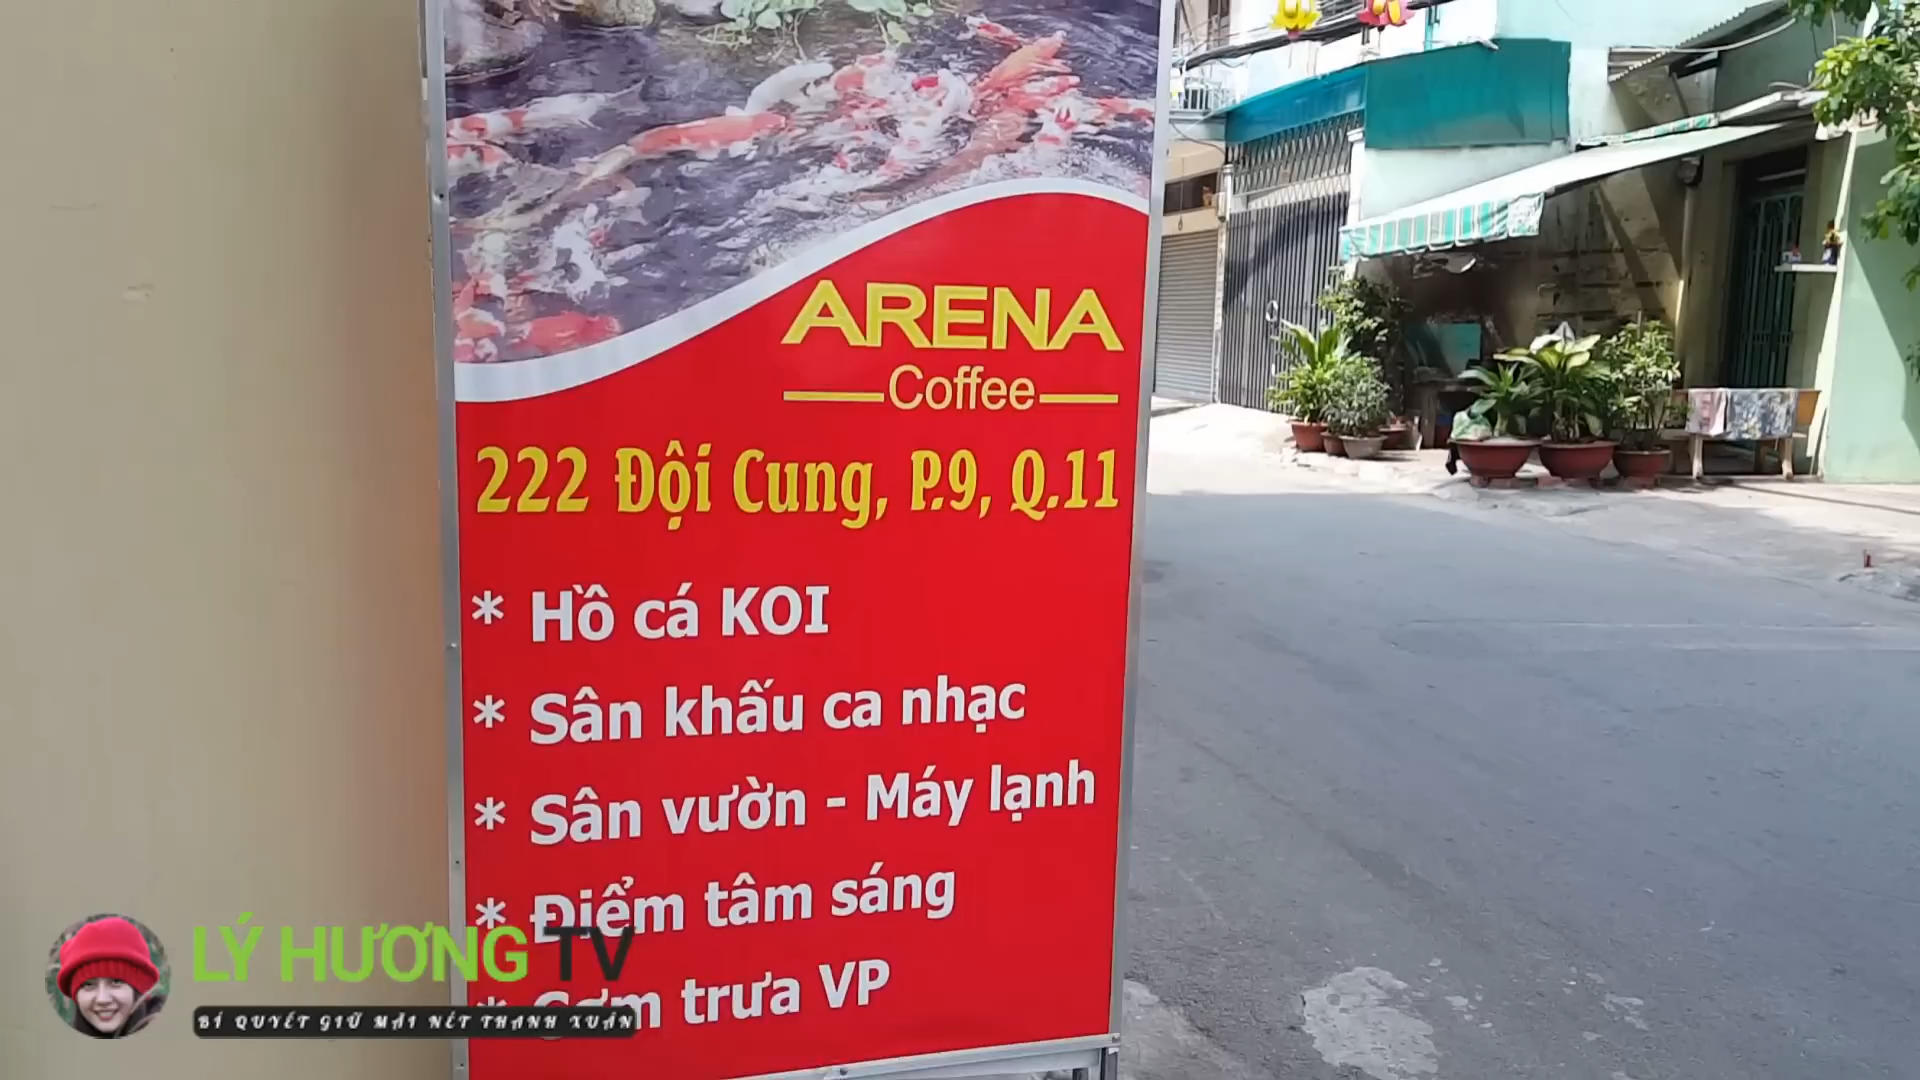 ARENA
Coffee
222 Đội Cung, P.9, Q.11
* Hồ cá KOI
* Sân khấu ca nhạc
* Sân vườn - Máy lạnh
* Điểm tâm sáng
* Cơm trưa VP
LÝ HƯƠNG TV
BÍ QUYẾT GIỮ MÃI NÉT THANH XUÂN